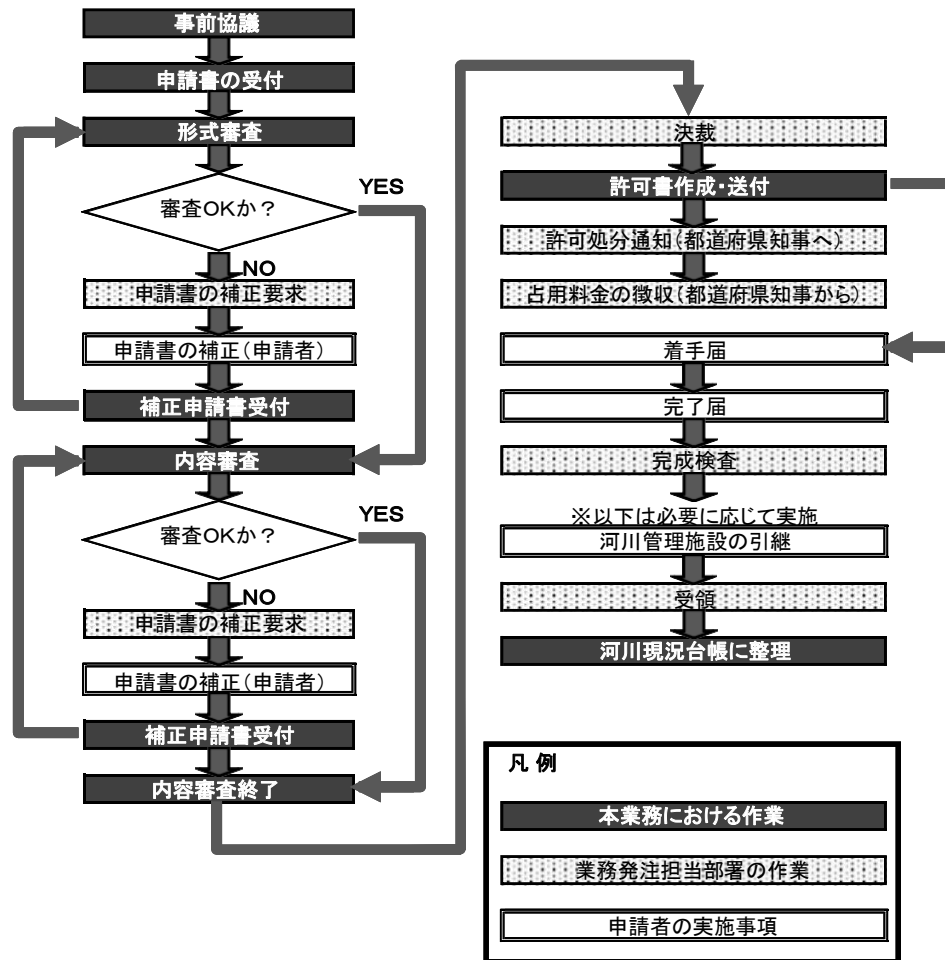 事前協議
申請書の受付
形式審査
審査OKか？
YES
NO
申請書の補正要求
申請書の補正(申請者)
補正申請書受付
内容審査
審査OKか？
YES
NO
申請書の補正要求
申請書の補正(申請者)
補正申請書受付
内容審査終了
決裁
許可書作成・送付
許可処分通知(都道府県知事へ)
占用料金の徴収(都道府県知事から)
着手届
完了届
完成検査
※以下は必要に応じて実施
河川管理施設の引継
受領
河川現況台帳に整理
凡 例
本業務における作業
業務発注担当部署の作業
申請者の実施事項